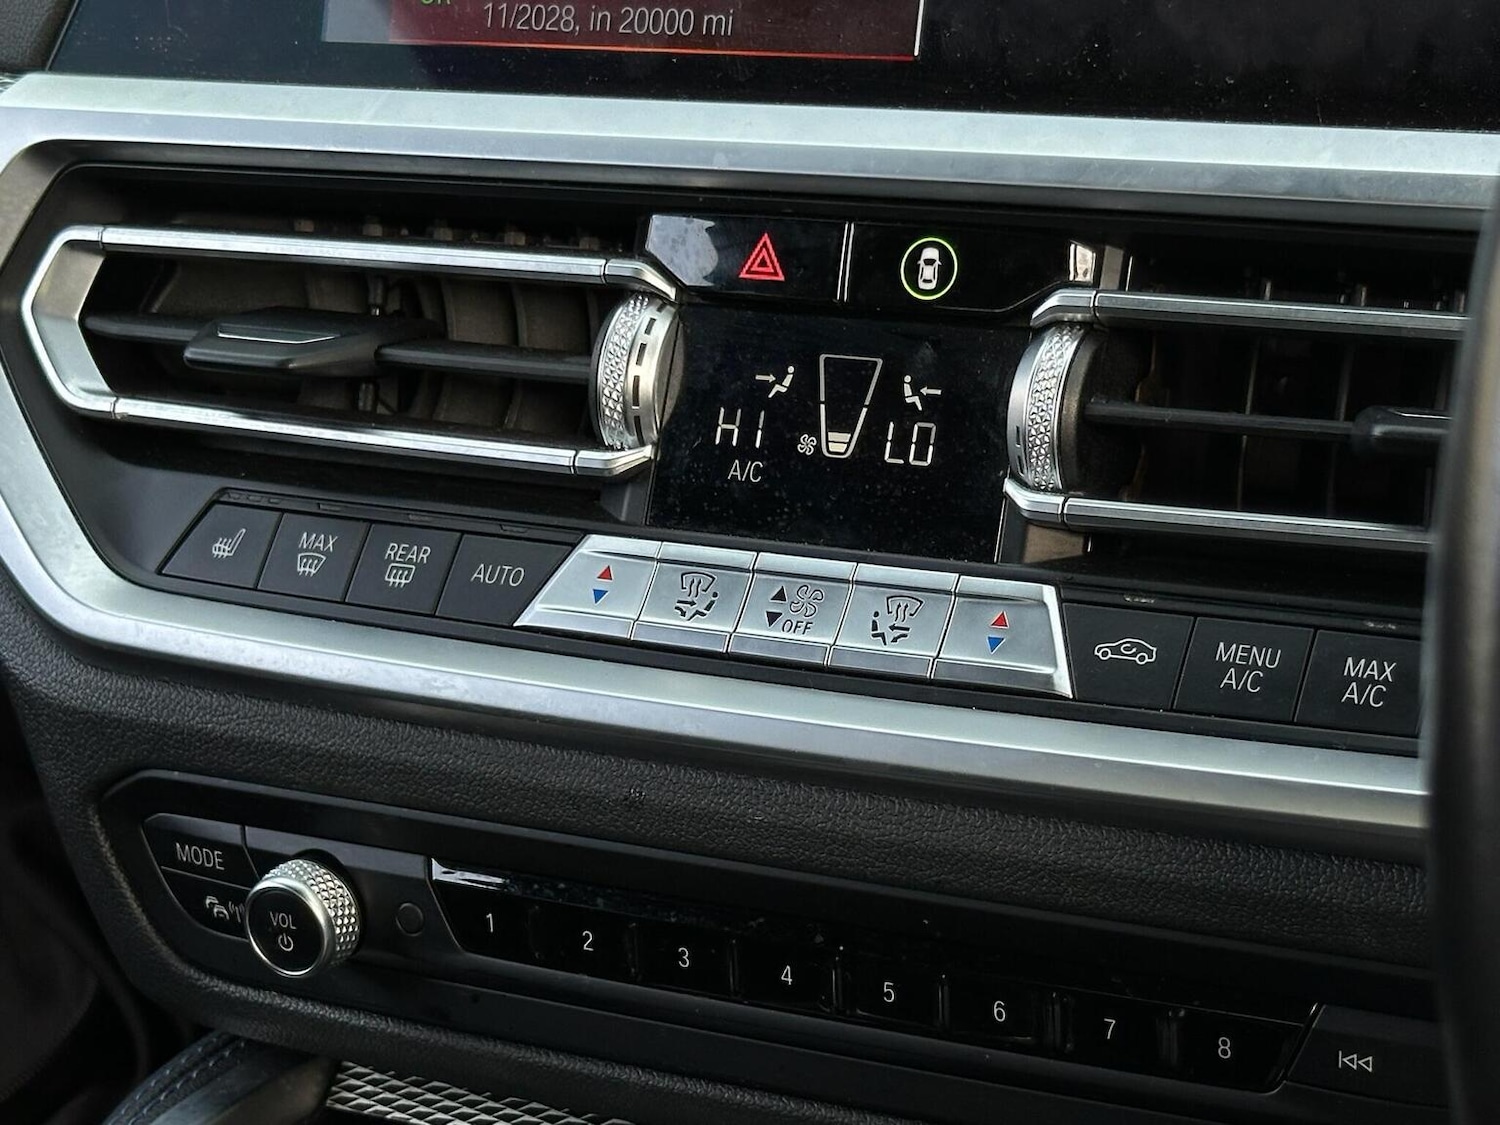 11/2028, in 20000 mi
HI
LO
A/C
MAX
REAR
AUTO
OFF
MENU
A/C
MAX
A/C
MODE
VOL
1
2
3
4
5
6
7
8